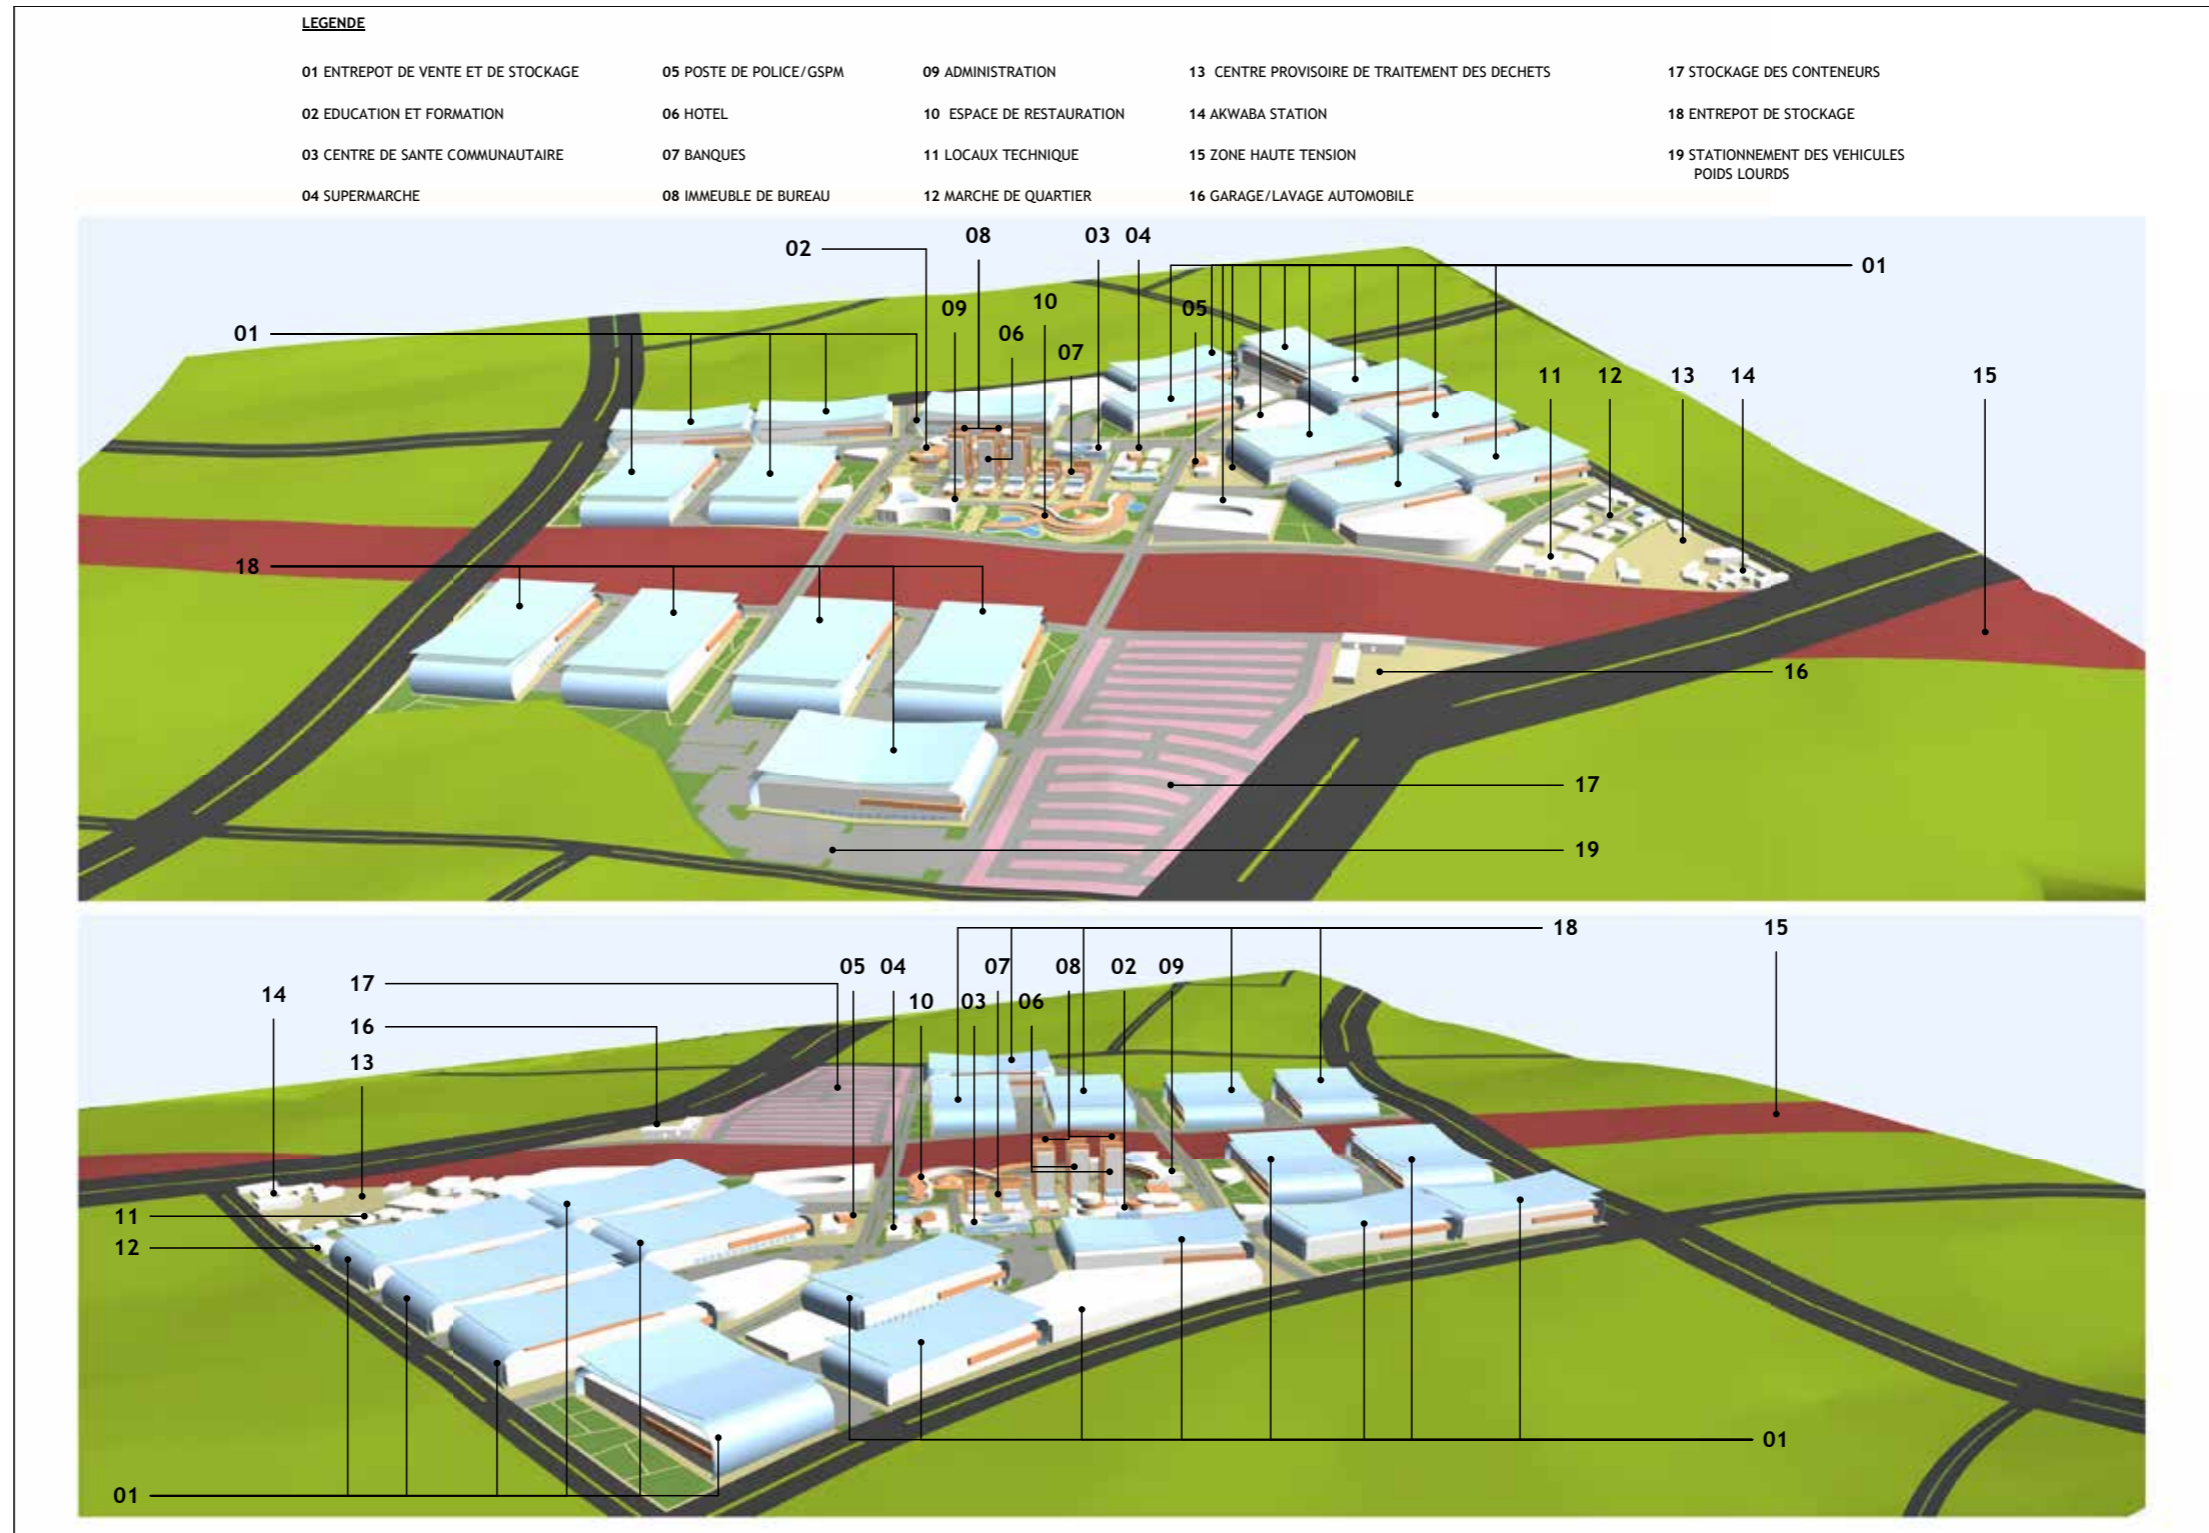 LEGENDE
01 ENTREPOT DE VENTE ET DE STOCKAGE
02 EDUCATION ET FORMATION
03 CENTRE DE SANTE COMMUNAUTAIRE
04 SUPERMARCHE
05 POSTE DE POLICE/GSPM
06 HOTEL
07 BANQUES
08 IMMEUBLE DE BUREAU
09 ADMINISTRATION
10 ESPACE DE RESTAURATION
11 LOCAUX TECHNIQUE
12 MARCHE DE QUARTIER
13 CENTRE PROVISOIRE DE TRAITEMENT DES DECHETS
14 AKWABA STATION
15 ZONE HAUTE TENSION
16 GARAGE/LAVAGE AUTOMOBILE
17 STOCKAGE DES CONTENEURS
18 ENTREPOT DE STOCKAGE
19 STATIONNEMENT DES VEHICULES
POIDS LOURDS
02 08 03 04
01
01 09 06 10 07 05
11 12 13 14 15
18
16
17
19
18 15
17 05 04 07 08 02 09
14 10 03 06
16
13
11
12
01
01